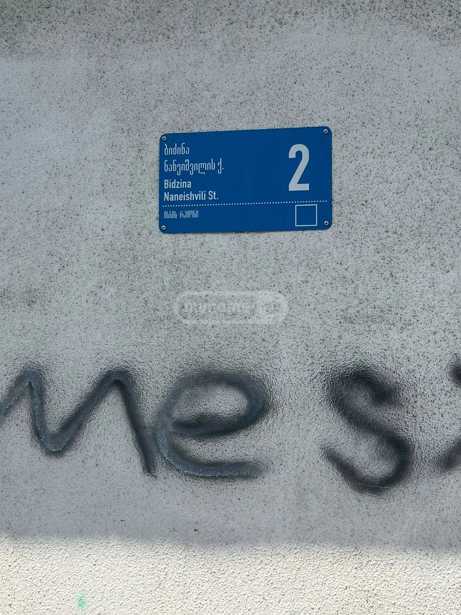 ბიძინა
ნანეიშვილის ქ.
Bidzina
Naneishvili St.
2
mes